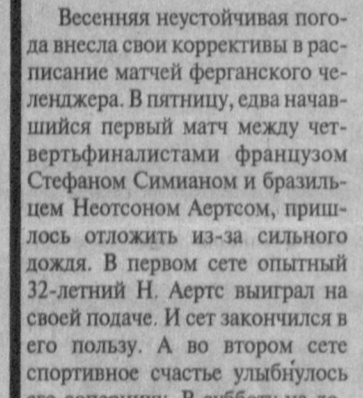 Весенняя неустойчивая пого-
да внесла свои коррективы в рас-
писание матчей ферганского че-
ленджера. В пятницу, едва начав-
шийся первый матч между чет-
вертьфиналистами французом
Стефаном Симианом и бразиль-
цем Неотсоном Аертсом, приш-
лось отложить из-за сильного
дождя. В первом сете опытный
32-летний Н. Аертс выиграл на
своей подаче. И сет закончился в
его пользу. А во втором сете
спортивное счастье улыбнулось